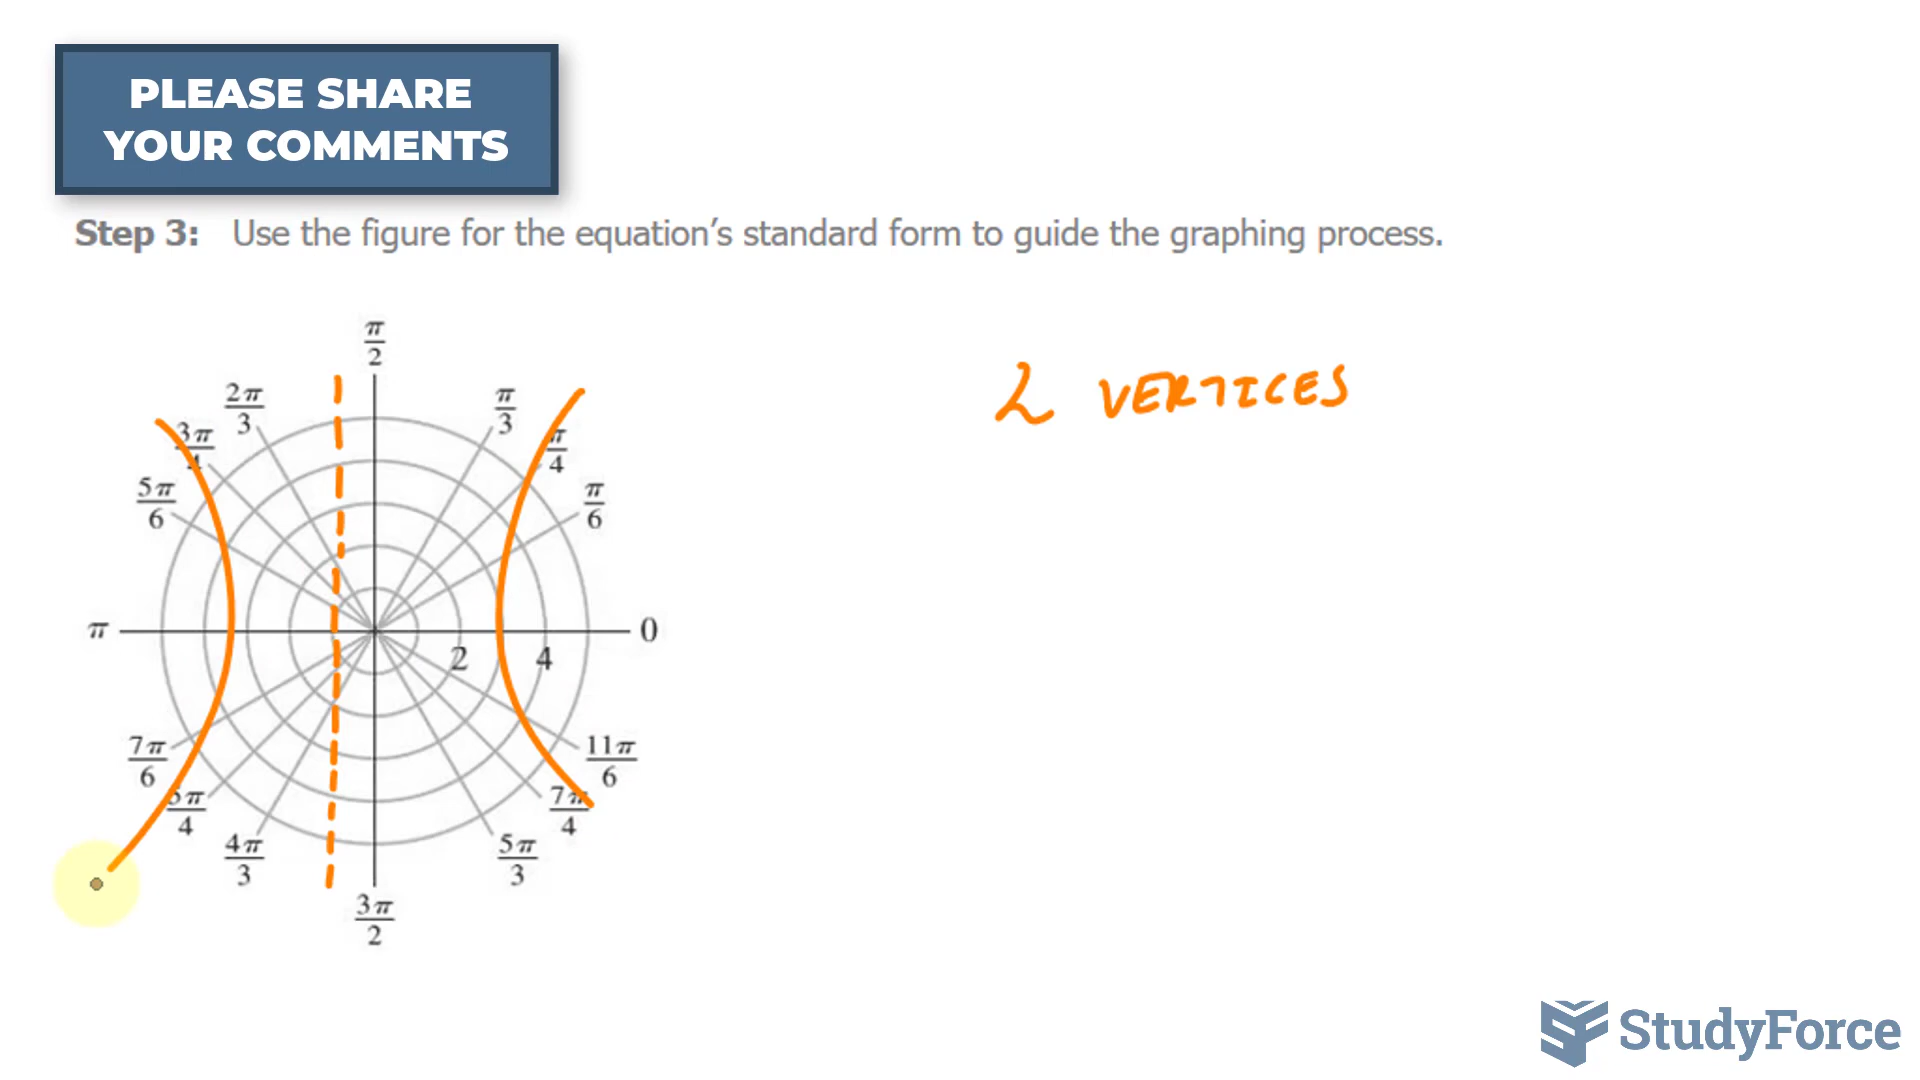 PLEASE SHARE
YOUR COMMENTS
Step 3: Use the figure for the equation's standard form to guide the graphing process.
π/2
2π/3
π/3
3π/4
π/4
5π/6
π/6
2 VERTICES
π
0
2
4
7π/6
11π/6
5π/4
7π/4
4π/3
5π/3
3π/2
StudyForce